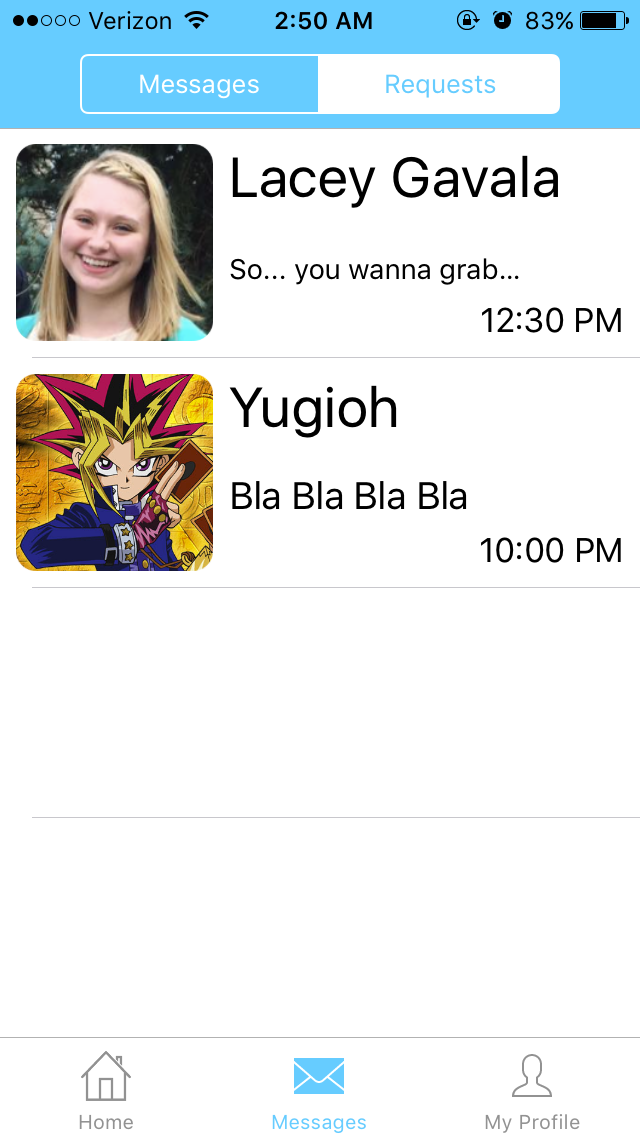 Verizon 2:50 AM 83%
Messages Requests
Lacey Gavala
So... you wanna grab...
12:30 PM
Yugioh
Bla Bla Bla Bla
10:00 PM
Home Messages My Profile